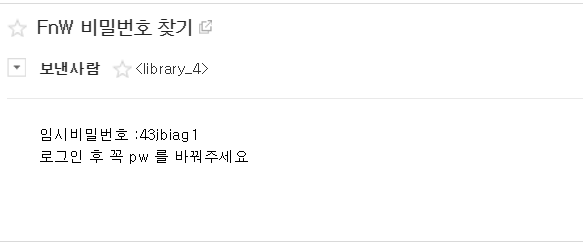 FnW 비밀번호 찾기
보낸사람 <library_4>
임시비밀번호 :43ibiag1
로그인 후 꼭 pw 를 바꿔주세요